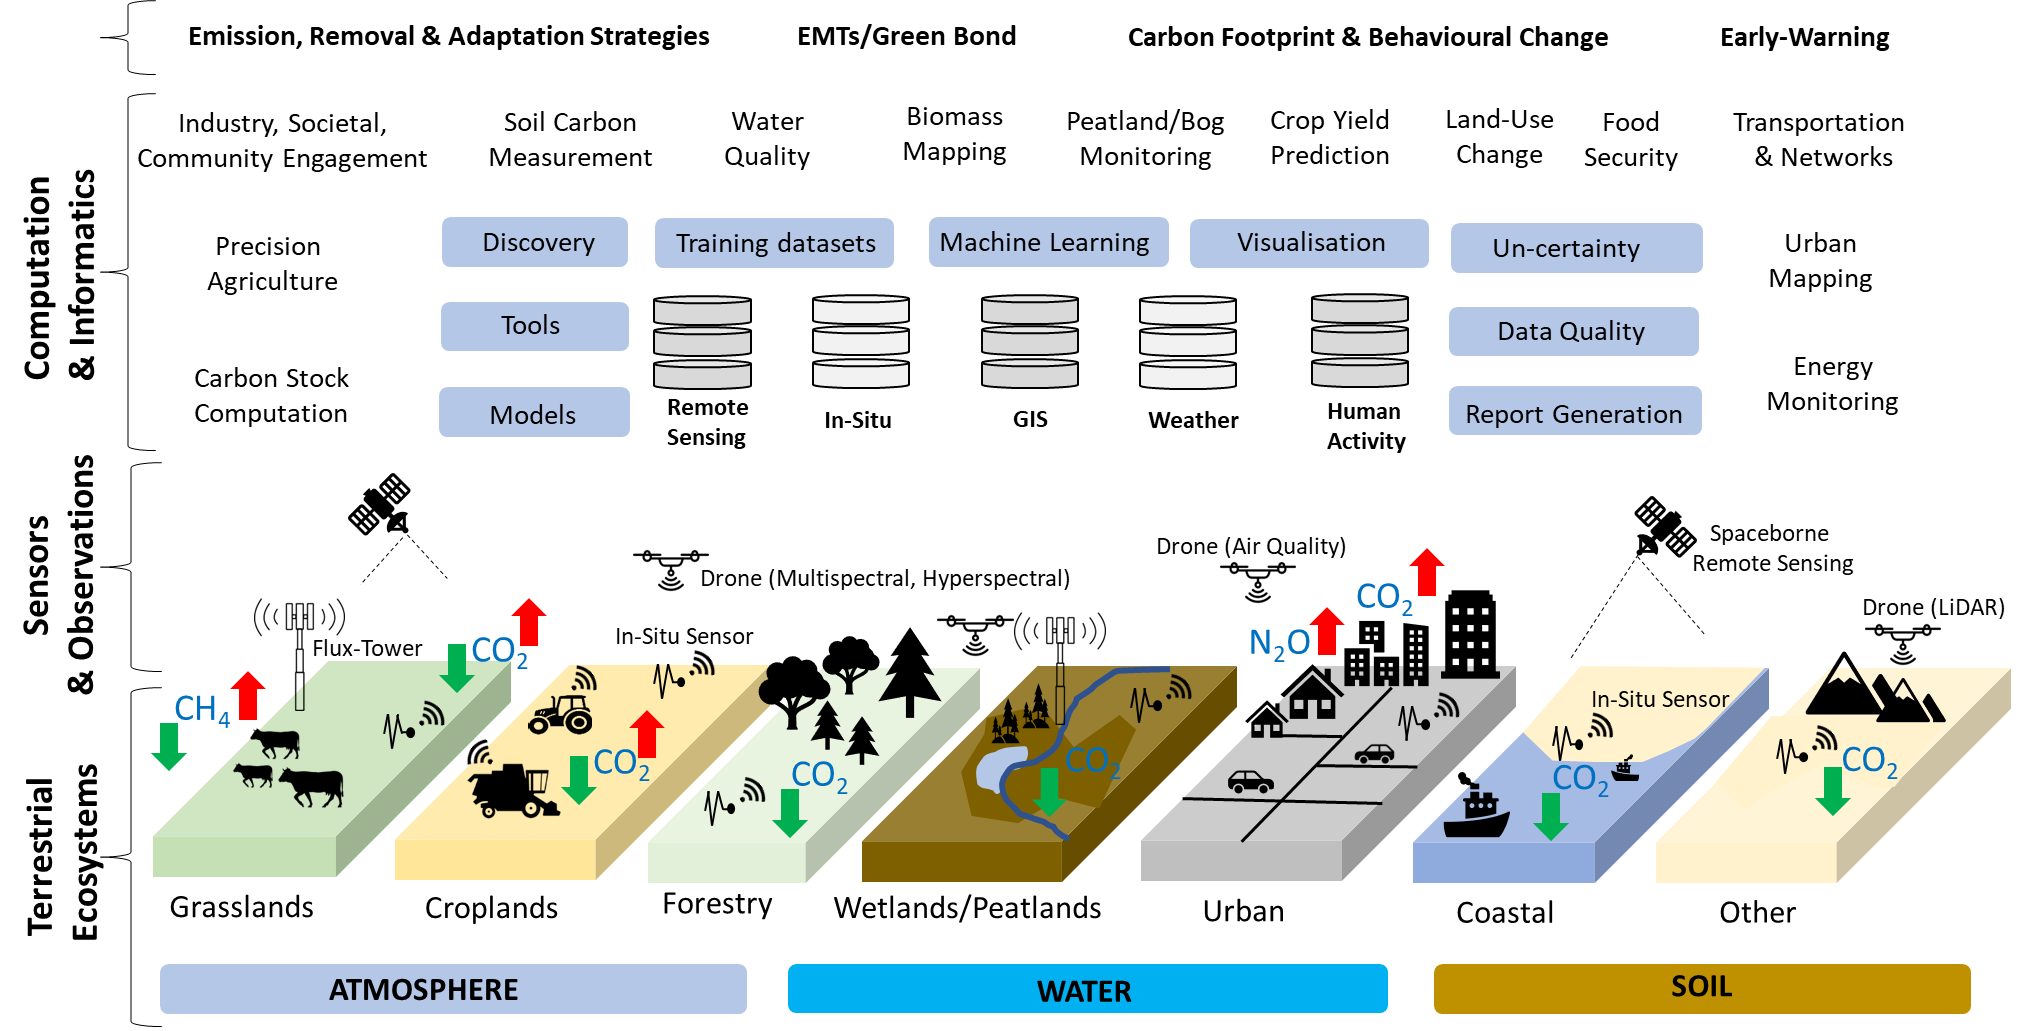 Emission, Removal & Adaptation Strategies
EMTs/Green Bond
Carbon Footprint & Behavioural Change
Early-Warning
Computation
& Informatics
Industry, Societal,
Community Engagement
Soil Carbon
Measurement
Water
Quality
Biomass
Mapping
Peatland/Bog
Monitoring
Crop Yield
Prediction
Land-Use
Change
Food
Security
Transportation
& Networks
Precision
Agriculture
Discovery
Training datasets
Machine Learning
Visualisation
Un-certainty
Urban
Mapping
Tools
Data Quality
Carbon Stock
Computation
Models
Remote
Sensing
In-Situ
GIS
Weather
Human
Activity
Report Generation
Energy
Monitoring
Sensors
& Observations
Flux-Tower
CO2
In-Situ Sensor
Drone (Multispectral, Hyperspectral)
Drone (Air Quality)
CO2
N2O
Spaceborne
Remote Sensing
Drone (LiDAR)
Terrestrial
Ecosystems
CH4
CO2
CO2
CO2
In-Situ Sensor
CO2
CO2
Grasslands
Croplands
Forestry
Wetlands/Peatlands
Urban
Coastal
Other
ATMOSPHERE
WATER
SOIL